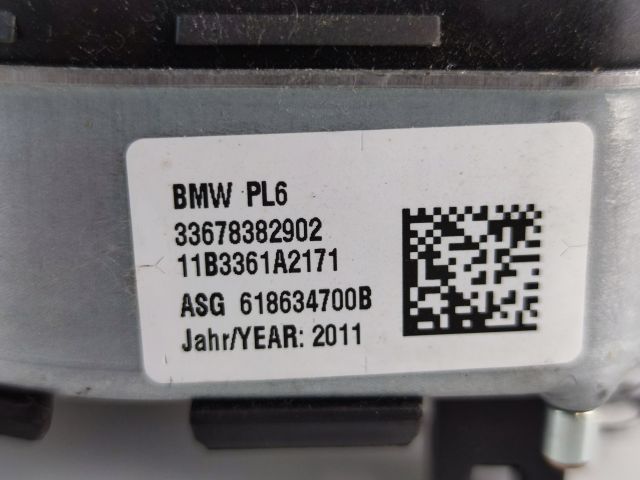 BMW PL6
33678382902
11B3361A2171
ASG 618634700B
Jahr/YEAR: 2011